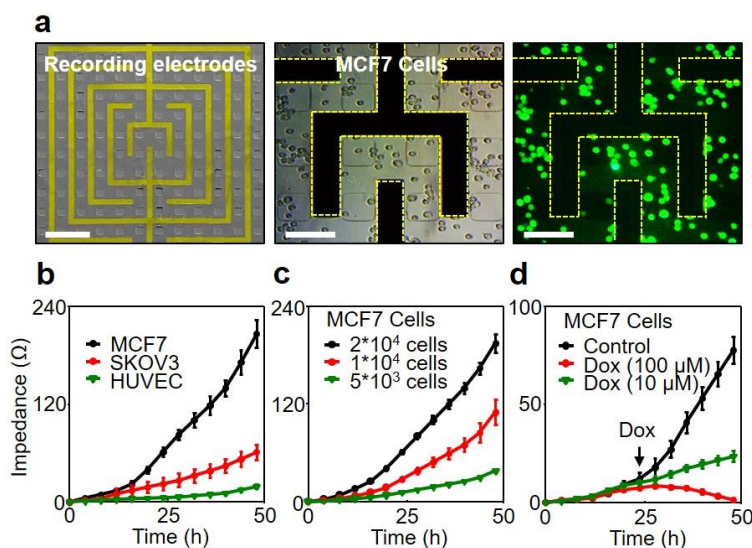 a
Recording electrodes
MCF7 Cells
b
c
d
240
120
0
Impedance (Ω)
MCF7
SKOV3
HUVEC
0
25
50
Time (h)
240
120
0
MCF7 Cells
2*10⁴ cells
1*10⁴ cells
5*10³ cells
0
25
50
Time (h)
100
50
0
MCF7 Cells
Control
Dox (100 µM)
Dox (10 µM)
Dox
0
25
50
Time (h)